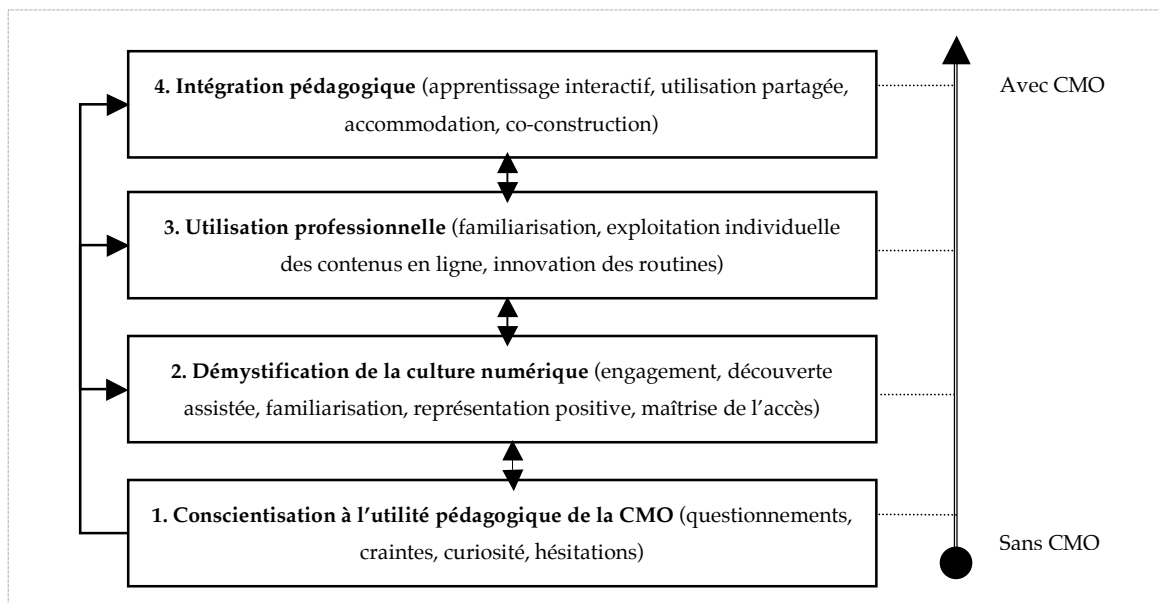 4. Intégration pédagogique (apprentissage interactif, utilisation partagée,
accommodation, co-construction)
Avec CMO
3. Utilisation professionnelle (familiarisation, exploitation individuelle
des contenus en ligne, innovation des routines)
2. Démystification de la culture numérique (engagement, découverte
assistée, familiarisation, représentation positive, maîtrise de l’accès)
1. Conscientisation à l’utilité pédagogique de la CMO (questionnements,
craintes, curiosité, hésitations)
Sans CMO